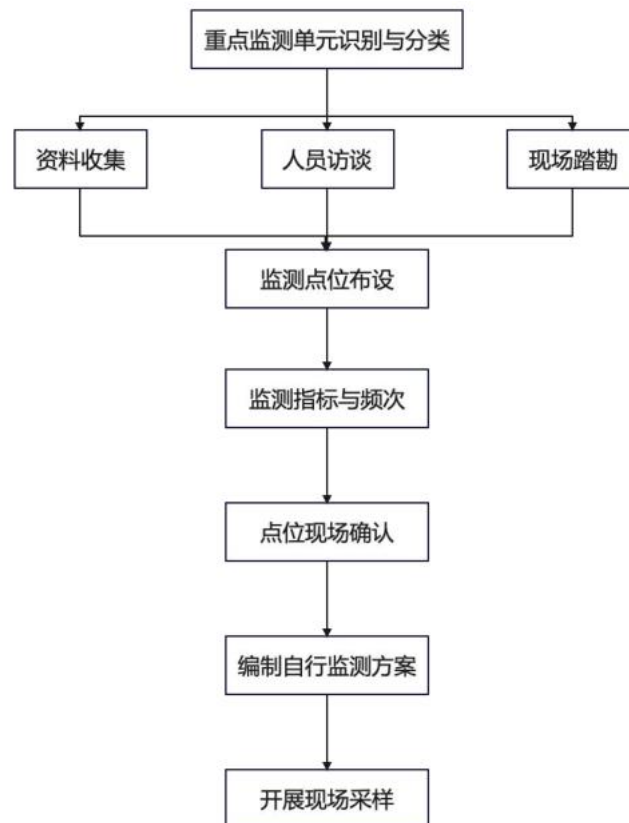 重点监测单元识别与分类
资料收集
人员访谈
现场踏勘
监测点位布设
监测指标与频次
点位现场确认
编制自行监测方案
开展现场采样